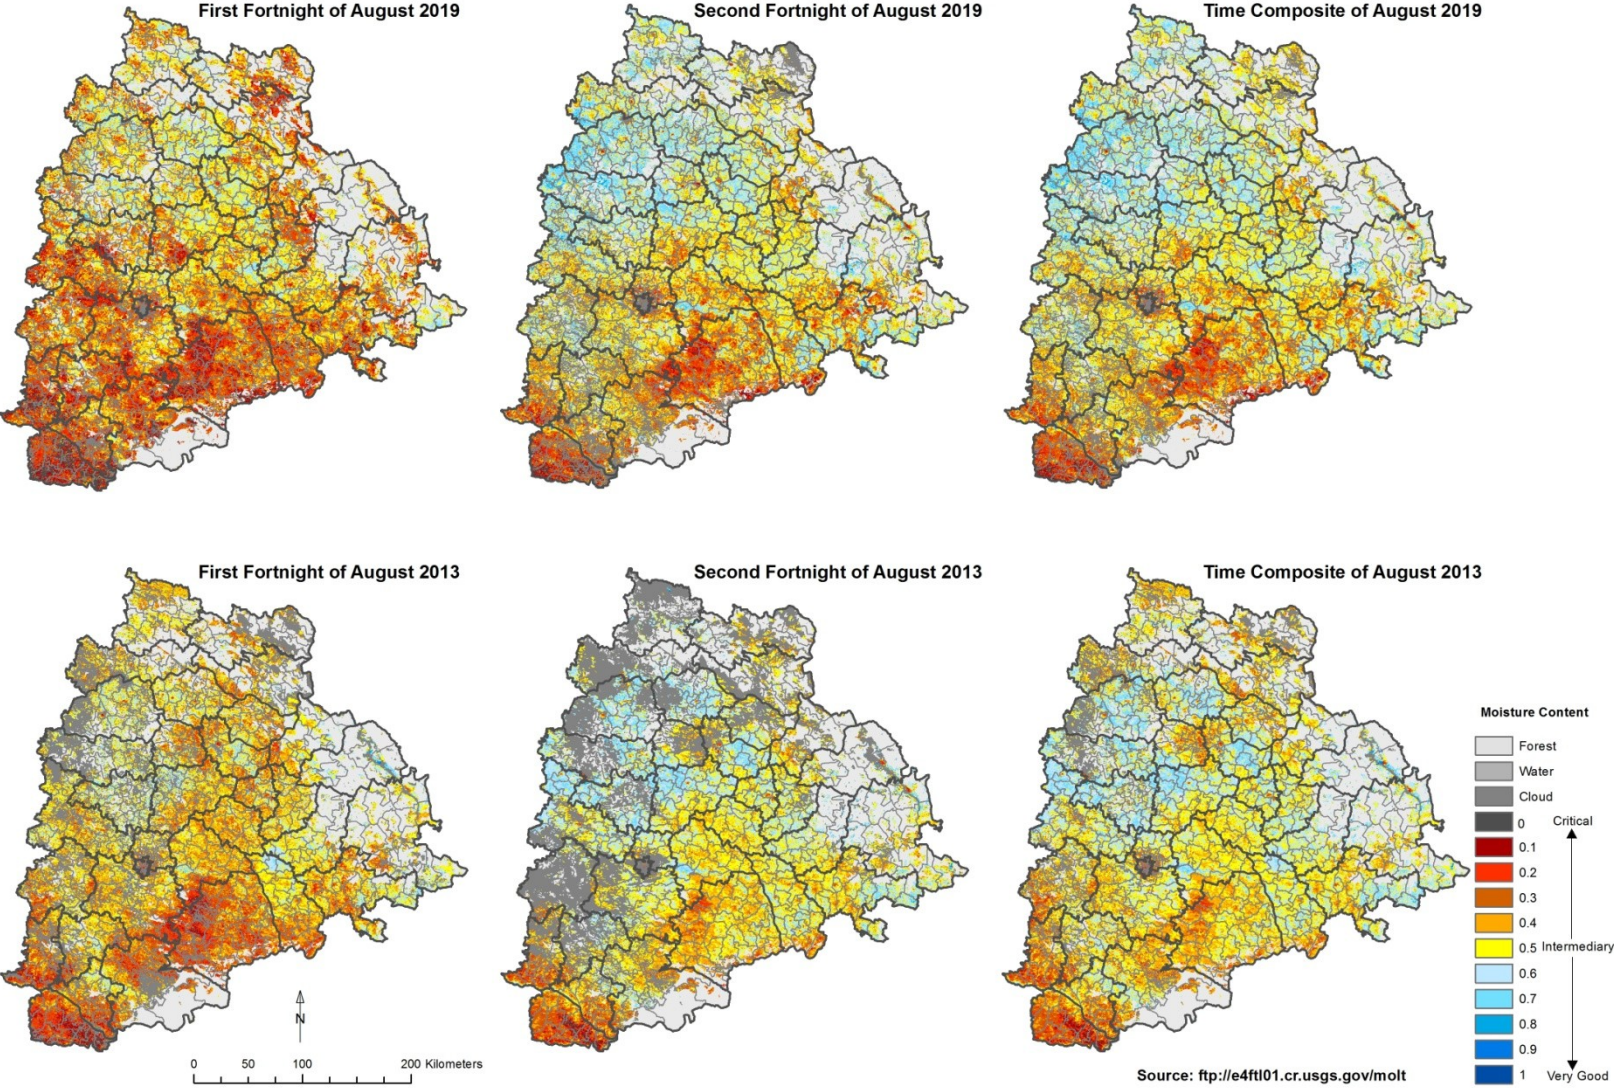 First Fortnight of August 2019
Second Fortnight of August 2019
Time Composite of August 2019
First Fortnight of August 2013
Second Fortnight of August 2013
Time Composite of August 2013
Moisture Content
Forest
Water
Cloud
0 Critical
0.1
0.2
0.3
0.4
0.5 Intermediary
0.6
0.7
0.8
0.9
1 Very Good
N
0 50 100 200 Kilometers
Source: ftp://e4ftl01.cr.usgs.gov/molt